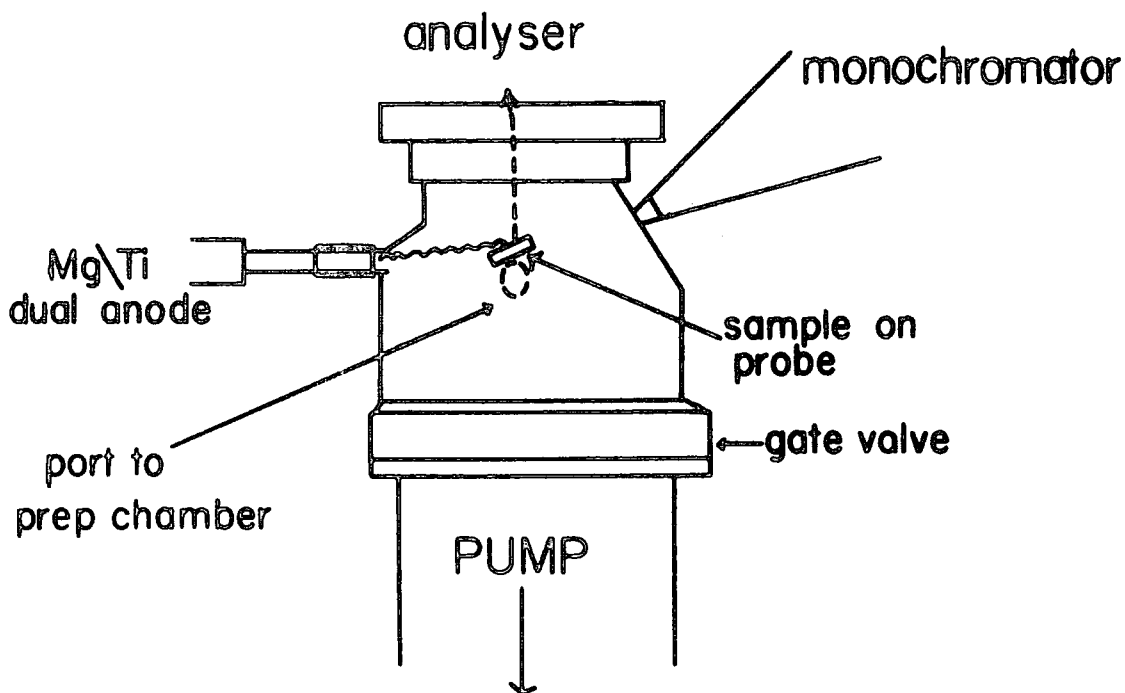 analyser
monochromator
Mg\Ti
dual anode
sample on
probe
gate valve
port to
prep chamber
PUMP